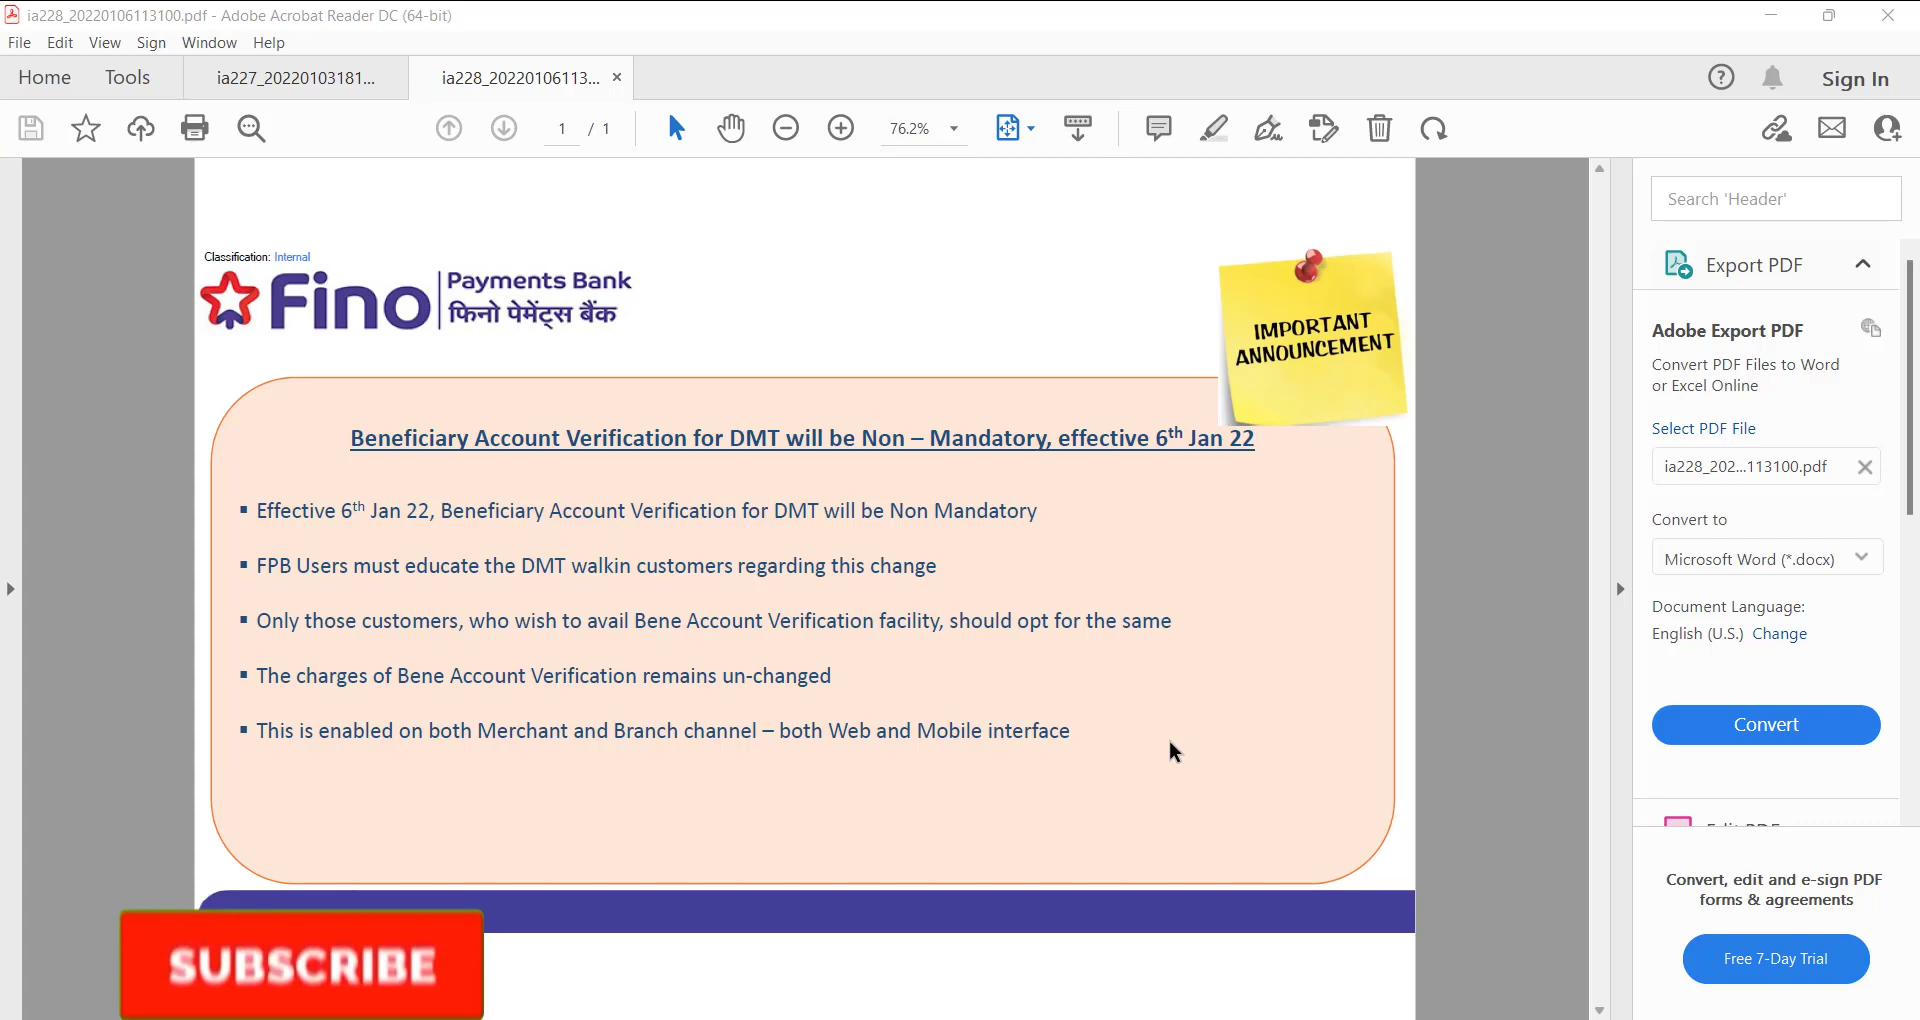 ia228_20220106113100.pdf - Adobe Acrobat Reader DC (64-bit)
File Edit View Sign Window Help
Home Tools ia227_20220103181... ia228_20220106113... × Sign In
1 / 1 76.2%
Search 'Header'
Classification: Internal
Fino Payments Bank
फिनो पेमेंट्स बैंक
IMPORTANT
ANNOUNCEMENT
Beneficiary Account Verification for DMT will be Non – Mandatory, effective 6th Jan 22
▪ Effective 6th Jan 22, Beneficiary Account Verification for DMT will be Non Mandatory
▪ FPB Users must educate the DMT walkin customers regarding this change
▪ Only those customers, who wish to avail Bene Account Verification facility, should opt for the same
▪ The charges of Bene Account Verification remains un-changed
▪ This is enabled on both Merchant and Branch channel – both Web and Mobile interface
SUBSCRIBE
Export PDF
Adobe Export PDF
Convert PDF Files to Word
or Excel Online
Select PDF File
ia228_202...113100.pdf
Convert to
Microsoft Word (*.docx)
Document Language:
English (U.S.) Change
Convert
Convert, edit and e-sign PDF
forms & agreements
Free 7-Day Trial